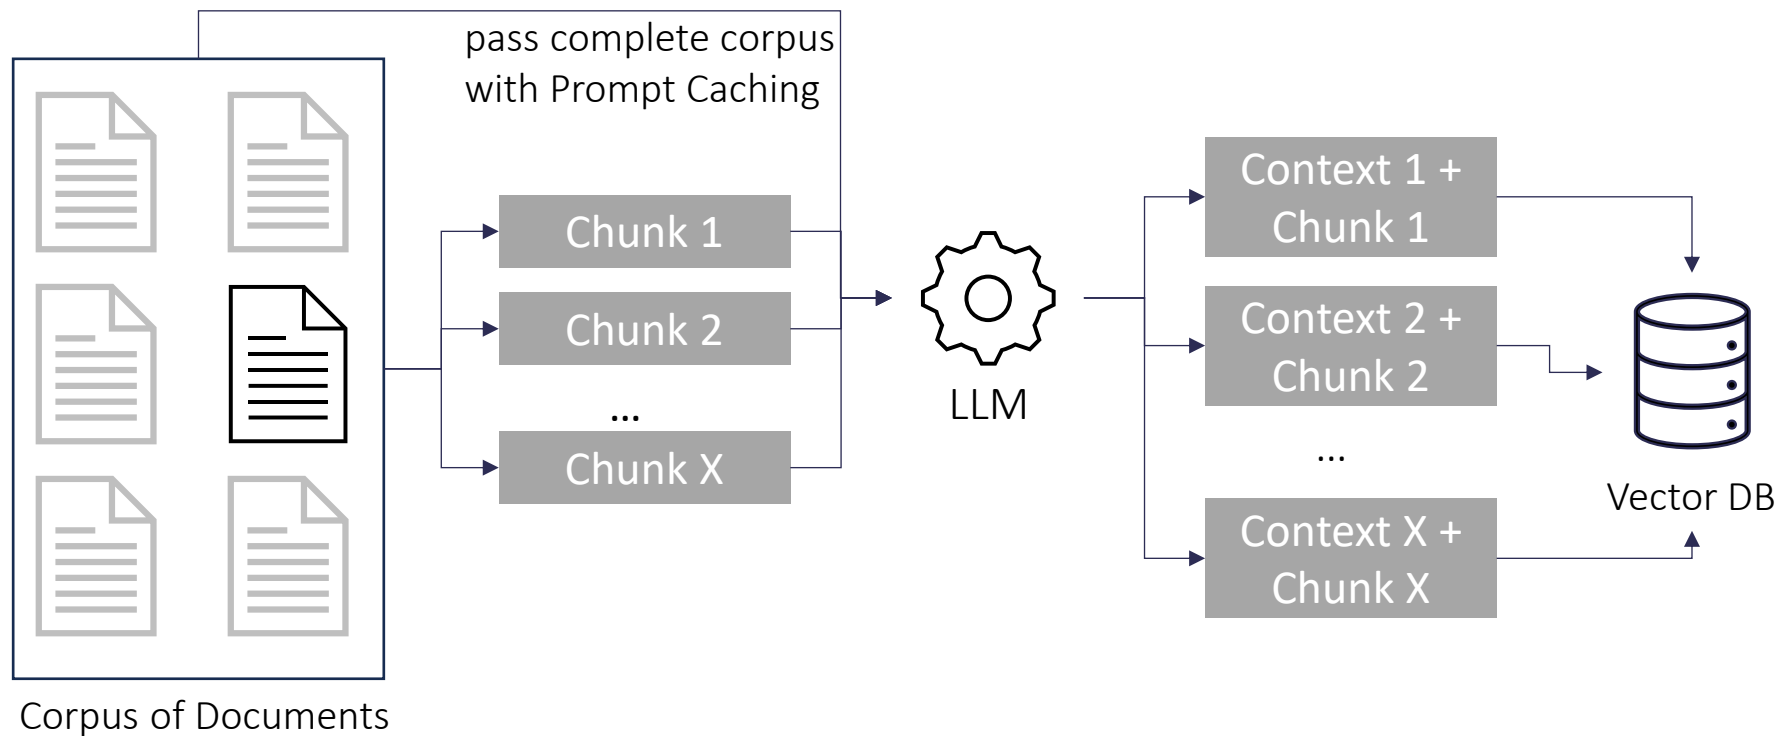 pass complete corpus
with Prompt Caching
Chunk 1
Chunk 2
...
Chunk X
LLM
Context 1 +
Chunk 1
Context 2 +
Chunk 2
...
Context X +
Chunk X
Vector DB
Corpus of Documents